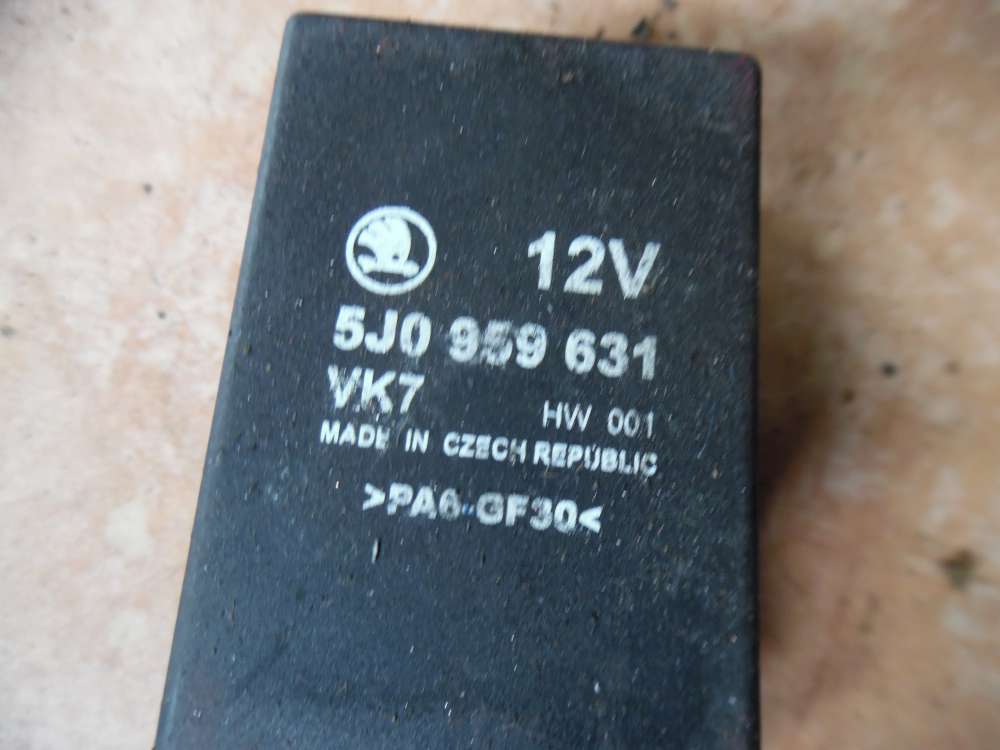 12V
5J0 959 631
VK7 HW 001
MADE IN CZECH REPUBLIC
>PA6-GF30<